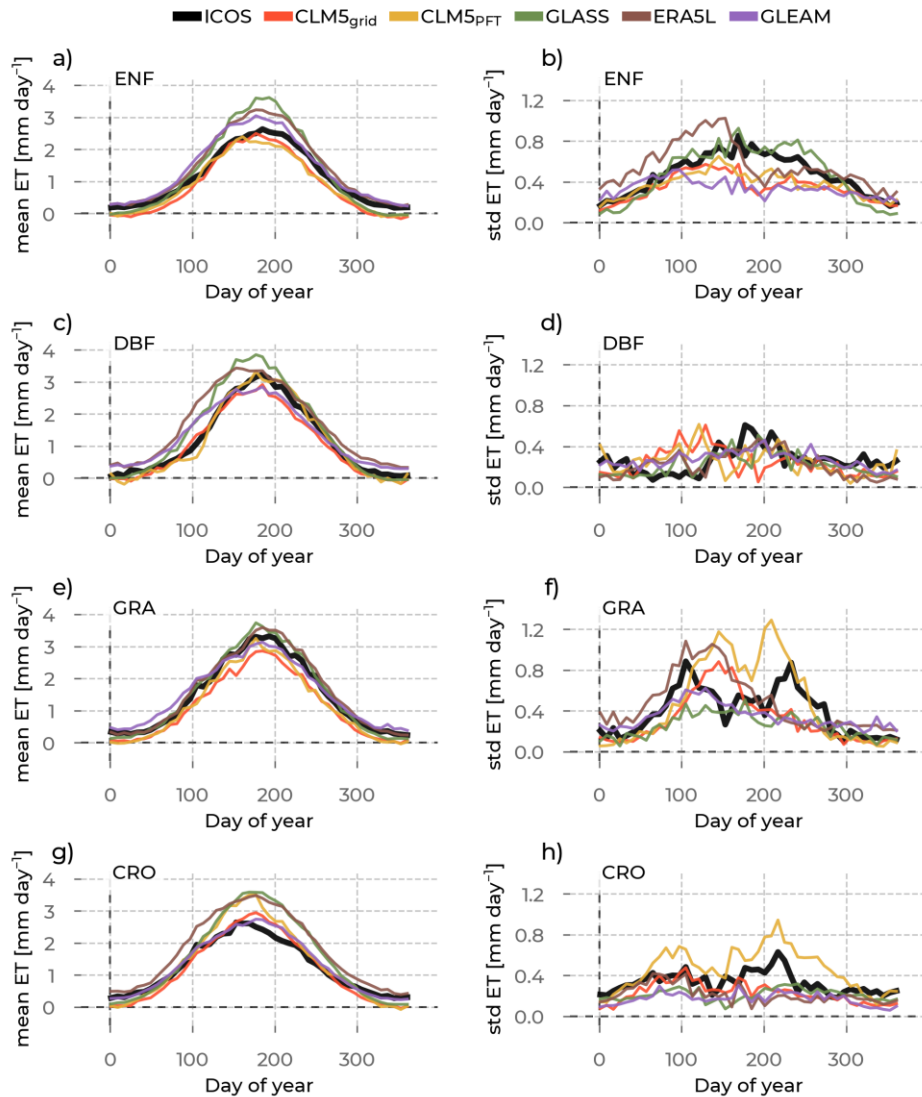 ICOS CLM5grid CLM5PFT GLASS ERA5L GLEAM
a) b)
ENF ENF
mean ET [mm day⁻¹] std ET [mm day⁻¹]
4
3
2
1
0
1.2
0.8
0.4
0.0
0 100 200 300 0 100 200 300
Day of year Day of year
c) d)
DBF DBF
mean ET [mm day⁻¹] std ET [mm day⁻¹]
4
3
2
1
0
1.2
0.8
0.4
0.0
0 100 200 300 0 100 200 300
Day of year Day of year
e) f)
GRA GRA
mean ET [mm day⁻¹] std ET [mm day⁻¹]
4
3
2
1
0
1.2
0.8
0.4
0.0
0 100 200 300 0 100 200 300
Day of year Day of year
g) h)
CRO CRO
mean ET [mm day⁻¹] std ET [mm day⁻¹]
4
3
2
1
0
1.2
0.8
0.4
0.0
0 100 200 300 0 100 200 300
Day of year Day of year